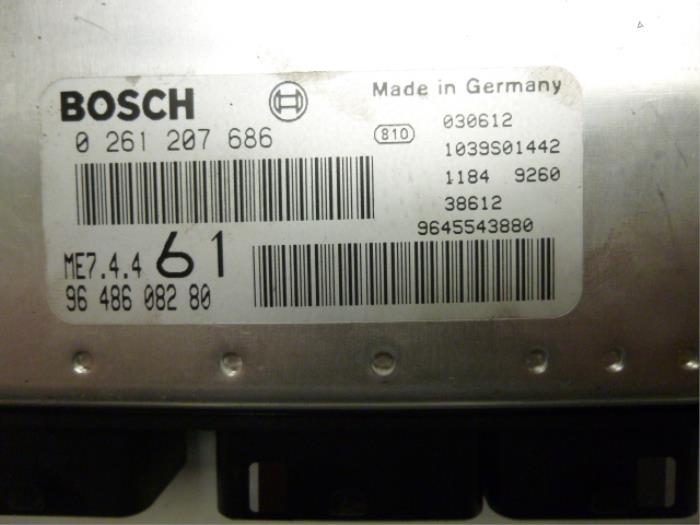 BOSCH
Made in Germany
0 261 207 686
810
030612
1039S01442
1184 9260
38612
9645543880
ME7.4.4 61
96 486 082 80